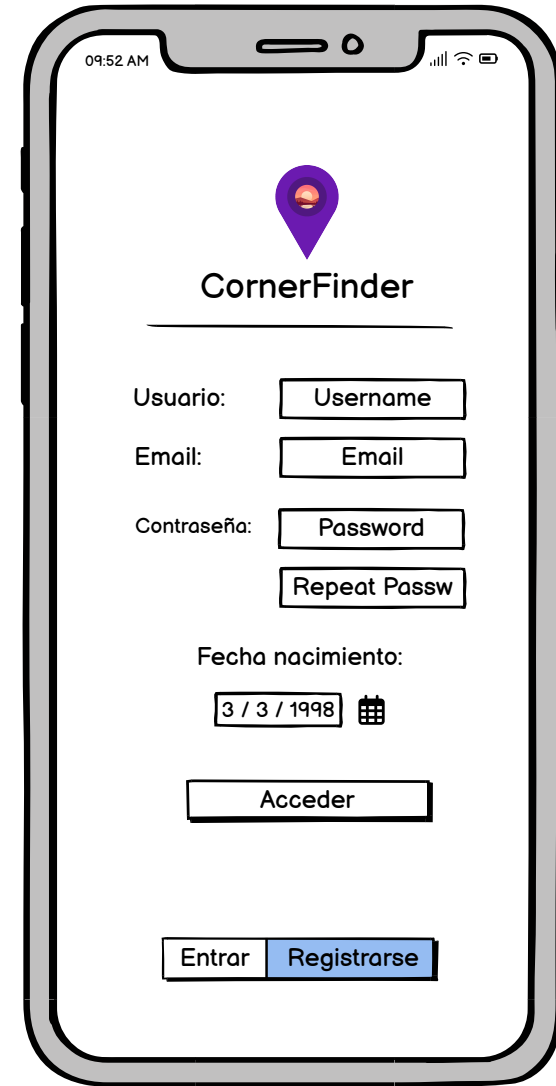 09:52 AM
CornerFinder
Usuario: Username
Email: Email
Contraseña: Password
Repeat Passw
Fecha nacimiento:
3 / 3 / 1998
Acceder
Entrar Registrarse